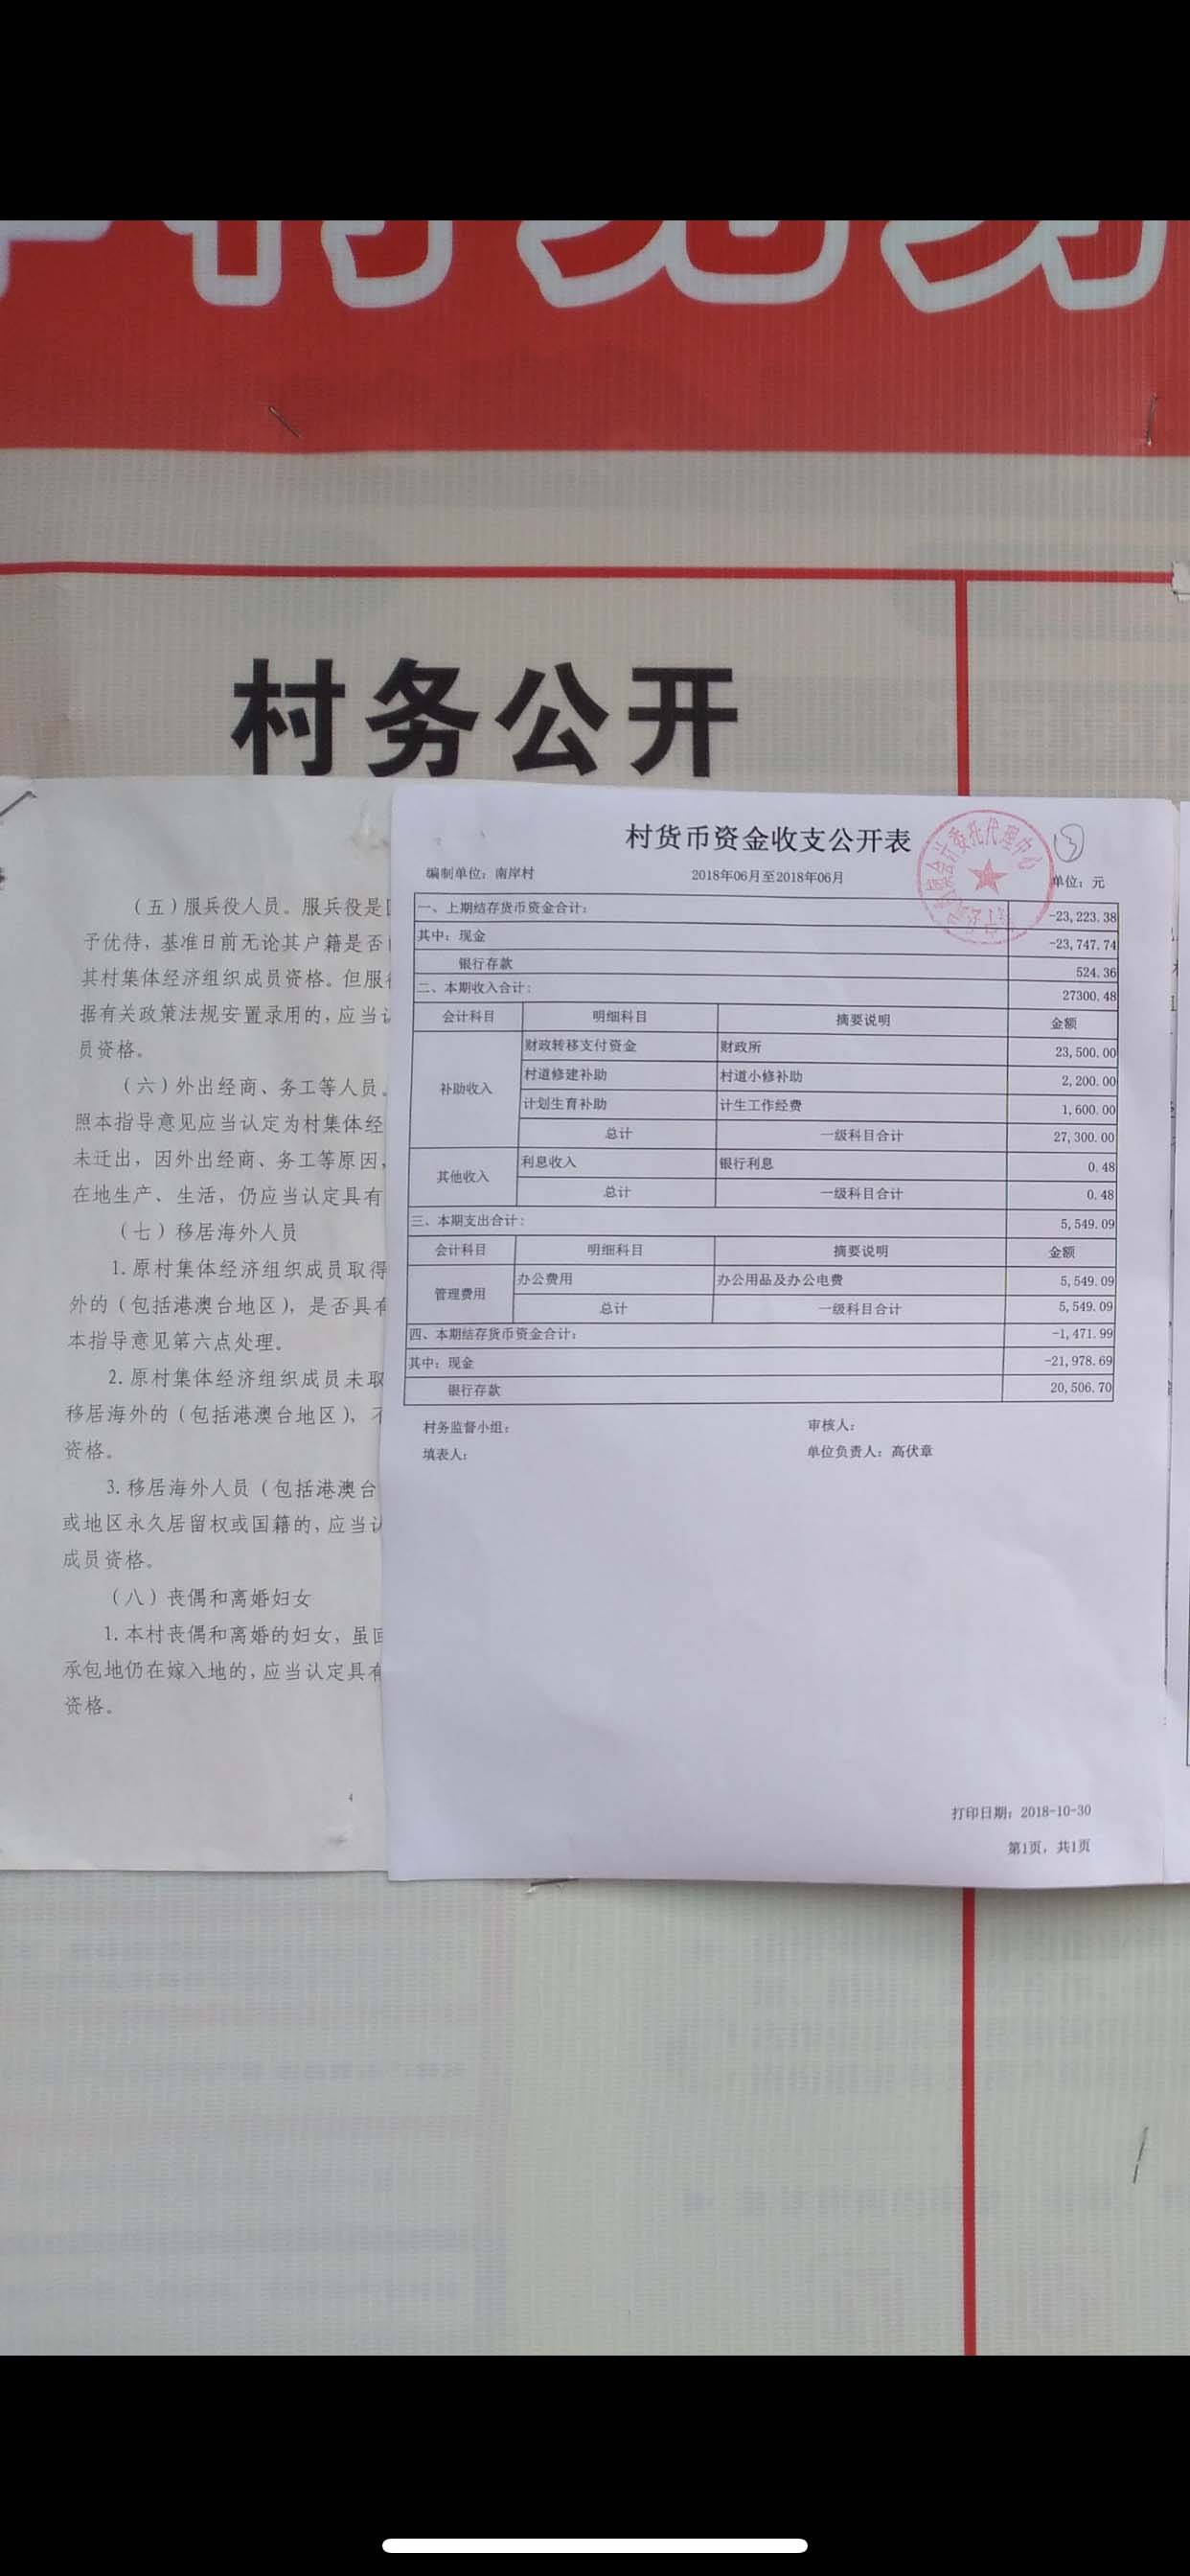 村务公开
(五)服兵役人员。服兵役是
予优待，基准日前无论其户籍是否
其村集体经济组织成员资格。但服
据有关政策法规安置录用的，应当
员资格。
(六)外出经商、务工等人员。
照本指导意见应当认定为村集体经
未迁出，因外出经商、务工等原因，
在地生产、生活，仍应当认定具有
(七)移居海外人员
1.原村集体经济组织成员取得
外的(包括港澳台地区)，是否具有
本指导意见第六点处理。
2.原村集体经济组织成员未取
移居海外的(包括港澳台地区)，不
资格。
3.移居海外人员(包括港澳台
或地区永久居留权或国籍的，应当
成员资格。
(八)丧偶和离婚妇女
1.本村丧偶和离婚的妇女，虽
承包地仍在嫁入地的，应当认定具有
资格。
4
村货币资金收支公开表
会计委托代理中心
3
编制单位：南岸村 2018年06月至2018年06月 单位：元
一、上期结存货币资金合计： -23,223.38
其中：现金 -23,747.74
银行存款 524.36
二、本期收入合计： 27300.48
会计科目 明细科目 摘要说明 金额
补助收入 财政转移支付资金 财政所 23,500.00
村道修建补助 村道小修补助 2,200.00
计划生育补助 计生工作经费 1,600.00
总计 一级科目合计 27,300.00
其他收入 利息收入 银行利息 0.48
总计 一级科目合计 0.48
三、本期支出合计： 5,549.09
会计科目 明细科目 摘要说明 金额
管理费用 办公费用 办公用品及办公电费 5,549.09
总计 一级科目合计 5,549.09
四、本期结存货币资金合计： -1,471.99
其中：现金 -21,978.69
银行存款 20,506.70
村务监督小组： 审核人：
填表人： 单位负责人：高伏章
打印日期：2018-10-30
第1页，共1页